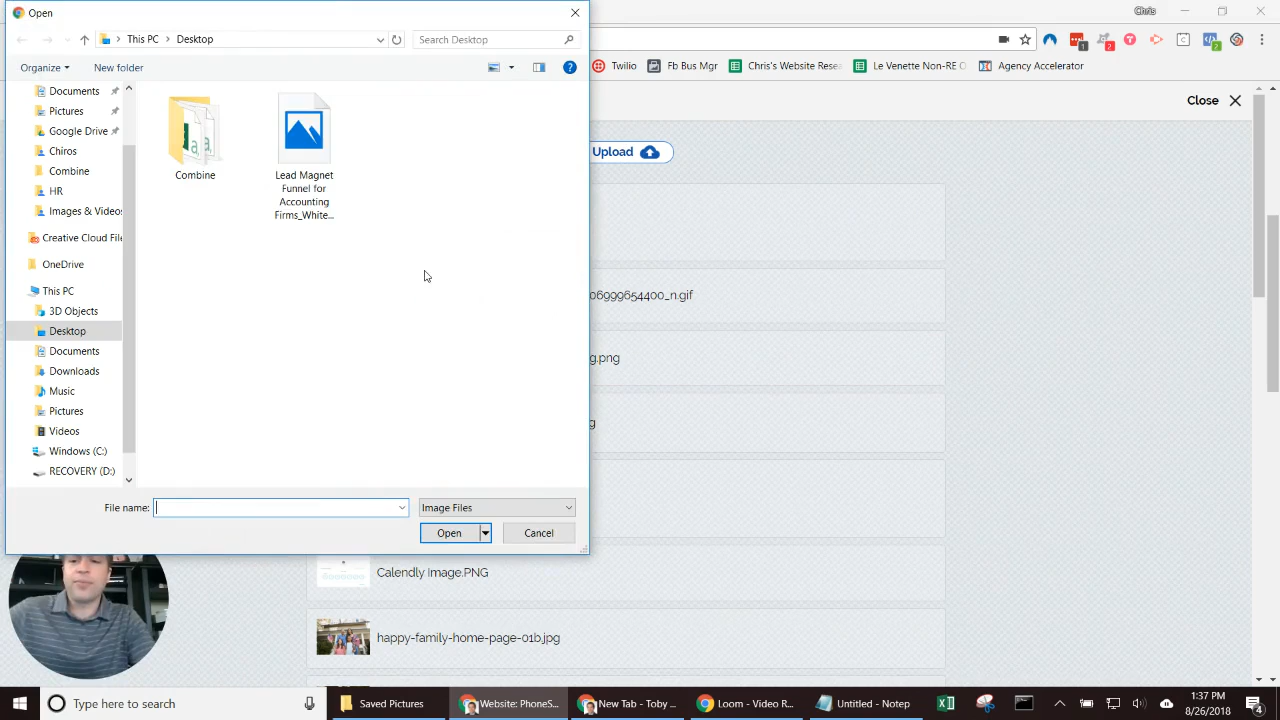 Open
Chris
This PC
Desktop
Search Desktop
Organize
New folder
Twilio
Fb Bus Mgr
Chris's Website Rese
Le Venette Non-RE C
Agency Accelerator
1
2
2
Documents
Pictures
Google Drive
Chiros
Combine
HR
Images & Videos
Creative Cloud File
OneDrive
This PC
3D Objects
Desktop
Documents
Downloads
Music
Pictures
Videos
Windows (C:)
RECOVERY (D:)
Combine
Lead Magnet
Funnel for
Accounting
Firms_White...
Close
Upload
06999654400_n.gif
g.png
g
File name:
Image Files
Open
Cancel
Calendly Image.PNG
happy-family-home-page-01b.jpg
Type here to search
Saved Pictures
Website: PhoneS...
New Tab - Toby ...
Loom - Video R...
Untitled - Notep
1:37 PM
8/26/2018
4